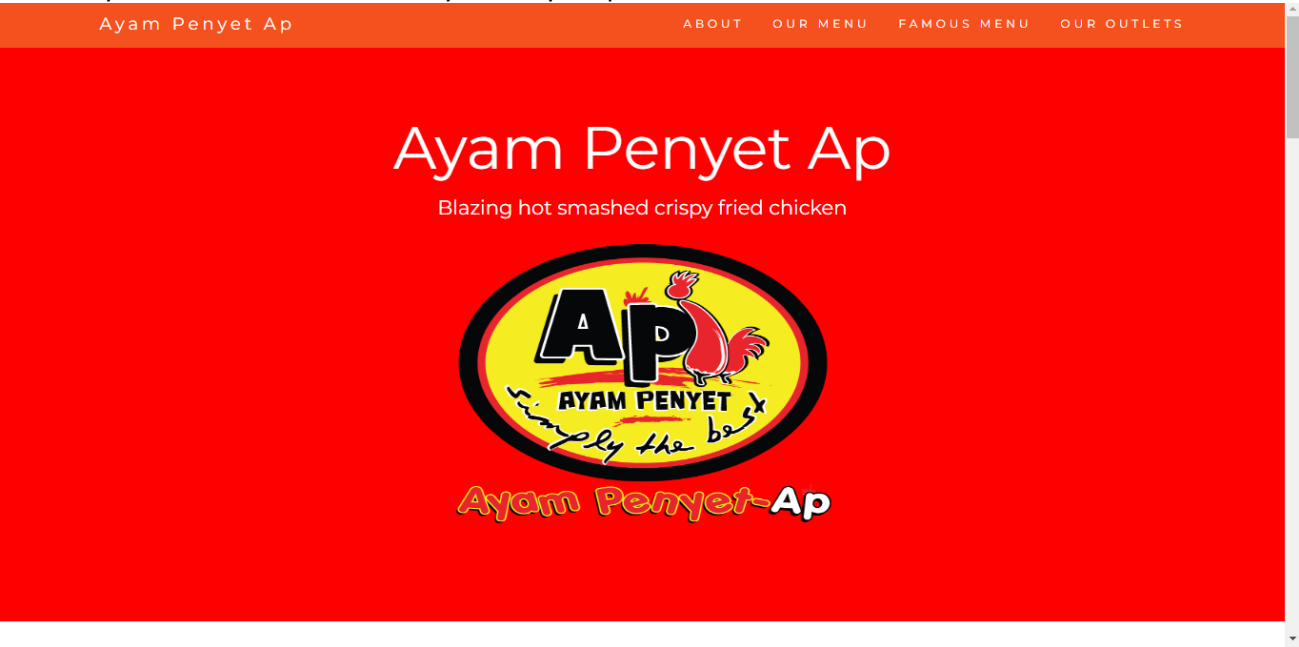 Ayam Penyet Ap
ABOUT OUR MENU FAMOUS MENU OUR OUTLETS
Ayam Penyet Ap
Blazing hot smashed crispy fried chicken
Ap
AYAM PENYET
simply the best
Ayam Penyet-Ap